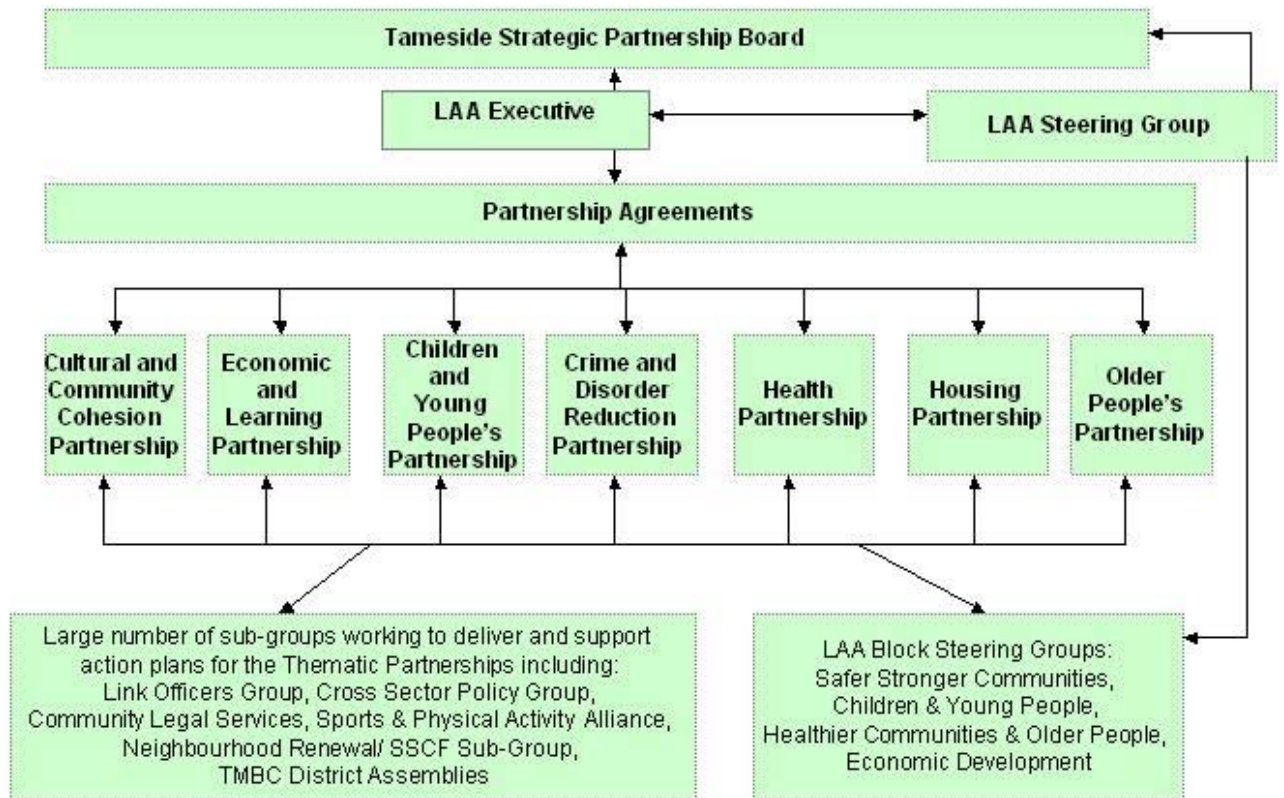 Tameside Strategic Partnership Board
LAA Executive
LAA Steering Group
Partnership Agreements
Cultural and
Community
Cohesion
Partnership
Economic
and
Learning
Partnership
Children
and
Young
People's
Partnership
Crime and
Disorder
Reduction
Partnership
Health
Partnership
Housing
Partnership
Older
People's
Partnership
Large number of sub-groups working to deliver and support
action plans for the Thematic Partnerships including:
Link Officers Group, Cross Sector Policy Group,
Community Legal Services, Sports & Physical Activity Alliance,
Neighbourhood Renewal/ SSCF Sub-Group,
TMBC District Assemblies
LAA Block Steering Groups:
Safer Stronger Communities,
Children & Young People,
Healthier Communities & Older People,
Economic Development